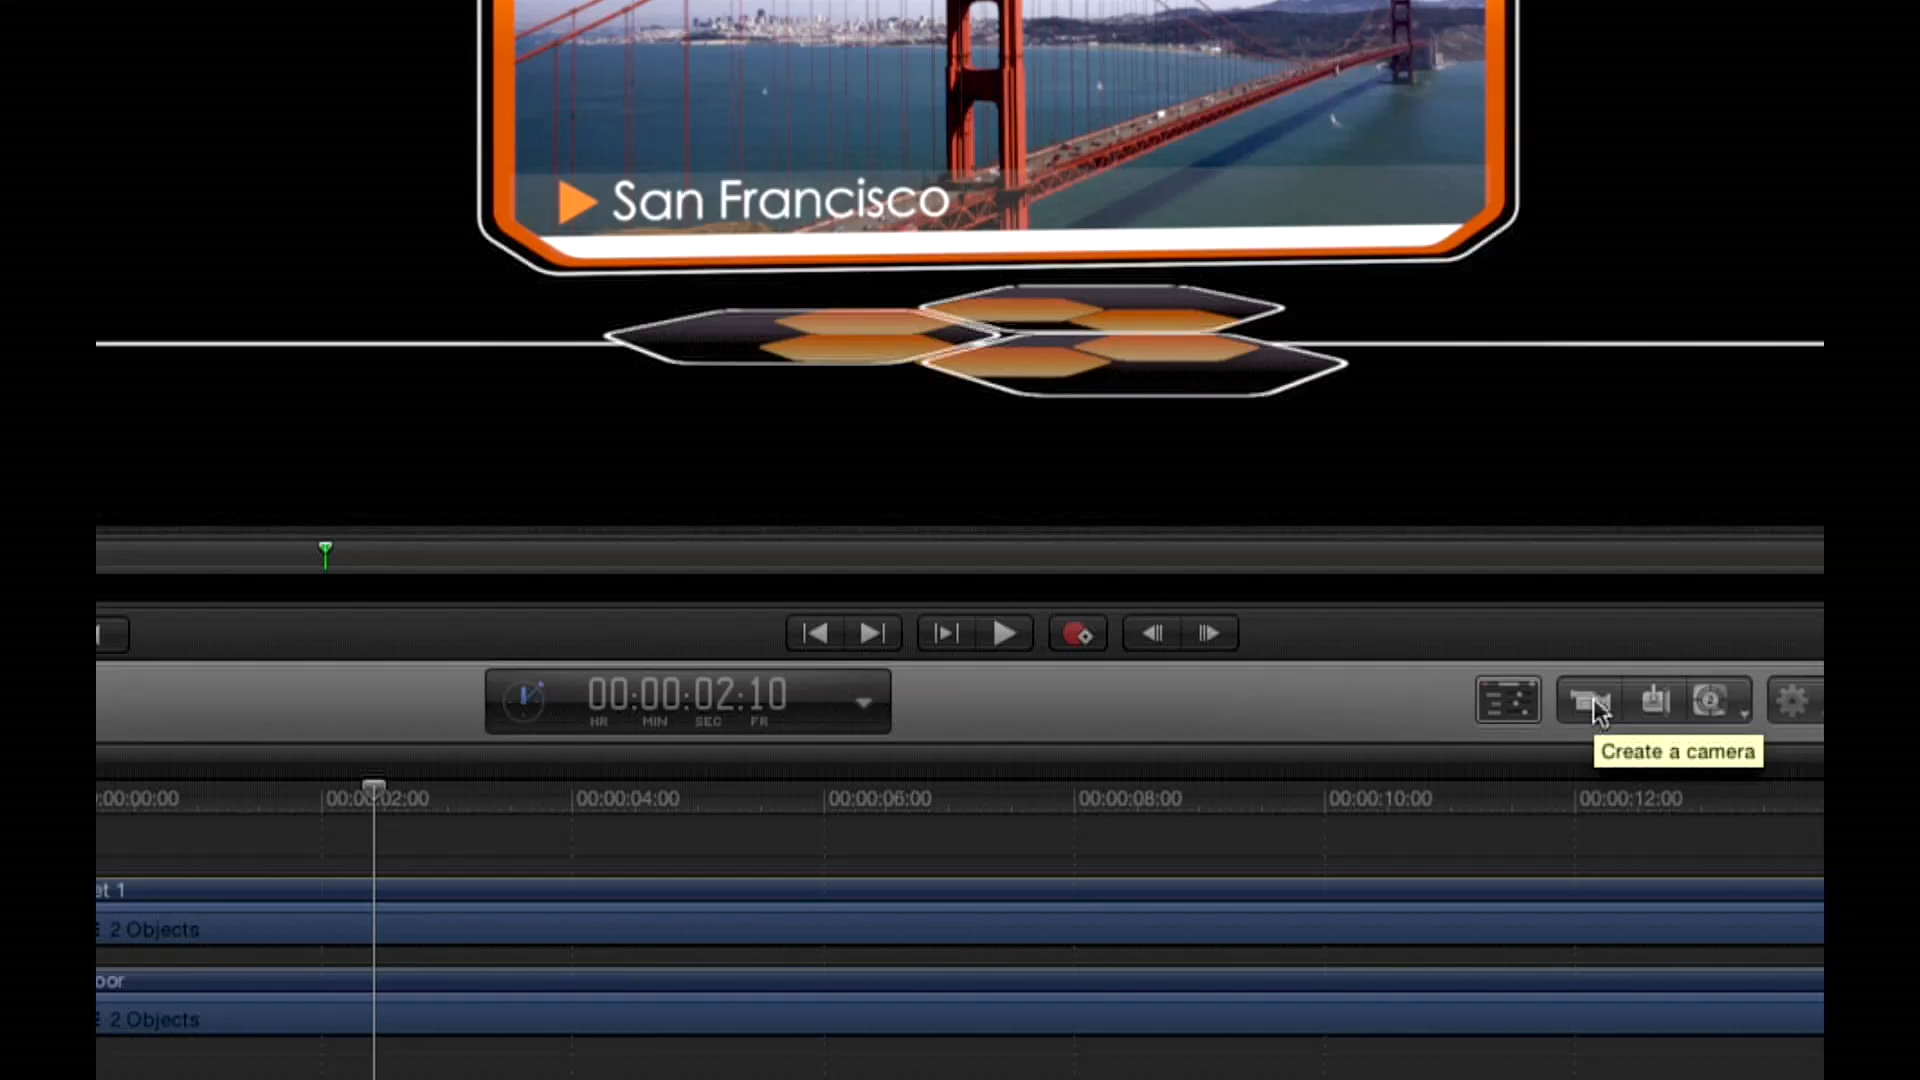 San Francisco
00:00:02:10
HR MIN SEC FR
Create a camera
:00:00:00 00:00:02:00 00:00:04:00 00:00:06:00 00:00:08:00 00:00:10:00 00:00:12:00
et 1
2 Objects
oor
2 Objects